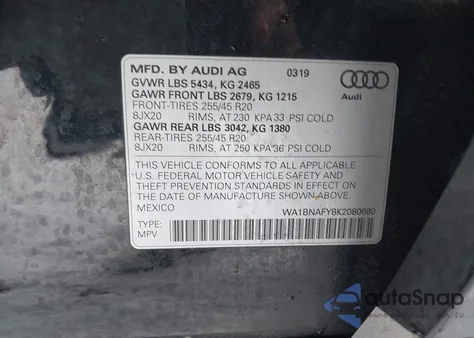 MFD. BY AUDI AG 0319
GVWR LBS 5434, KG 2465
GAWR FRONT LBS 2679, KG 1215
FRONT-TIRES 255/45 R20
8JX20 RIMS, AT 230 KPA 33 PSI COLD
GAWR REAR LBS 3042, KG 1380
REAR-TIRES 255/45 R20
8JX20 RIMS, AT 250 KPA 36 PSI COLD
Audi
THIS VEHICLE CONFORMS TO ALL APPLICABLE
U.S. FEDERAL MOTOR VEHICLE SAFETY AND
THEFT PREVENTION STANDARDS IN EFFECT ON
THE DATE OF MANUFACTURE SHOWN ABOVE.
MEXICO WA1BNAFY8K2080680
TYPE:
MPV
autoSnap